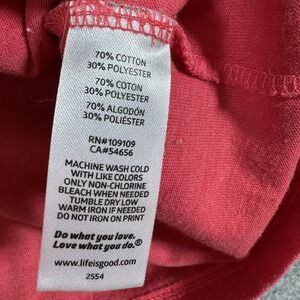 70% COTTON
30% POLYESTER
70% COTON
30% POLYESTER
70% ALGODÓN
30% POLIÉSTER
RN#109109
CA#54656
MACHINE WASH COLD
WITH LIKE COLORS
ONLY NON-CHLORINE
BLEACH WHEN NEEDED
TUMBLE DRY LOW
WARM IRON IF NEEDED
DO NOT IRON ON PRINT
Do what you love.
Love what you do.®
www.lifeisgood.com
2554